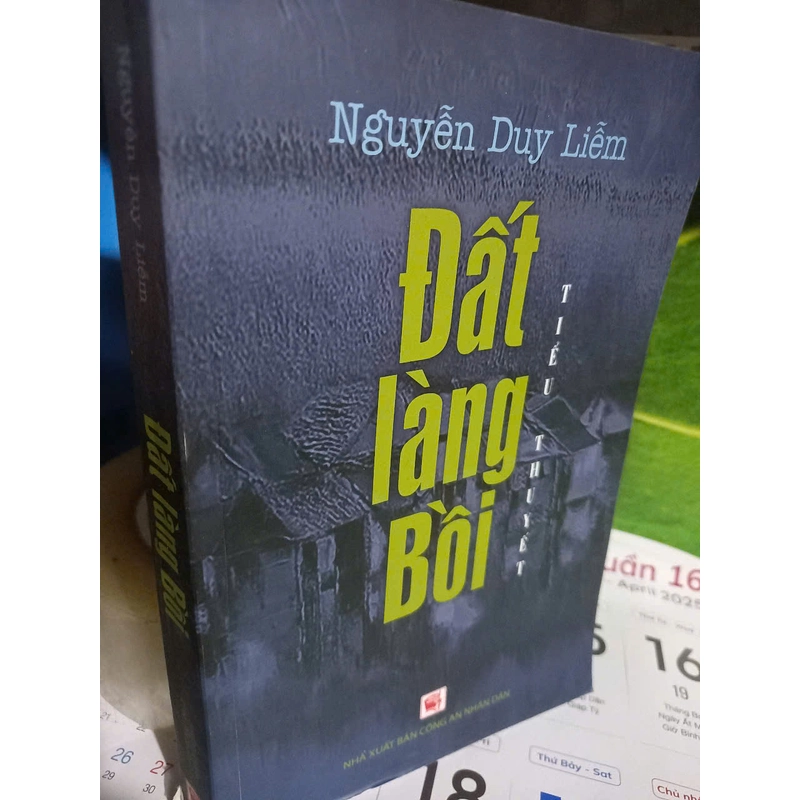 Nguyễn Duy Liễm
Đất
làng
Bồi
TIỂU THUYẾT
NHÀ XUẤT BẢN CÔNG AN NHÂN DÂN
Nguyễn Duy Liễm
Đất làng Bồi
uần 16
April 2025
16
19
Thứ Bảy - Sat
18
26
27
29
30